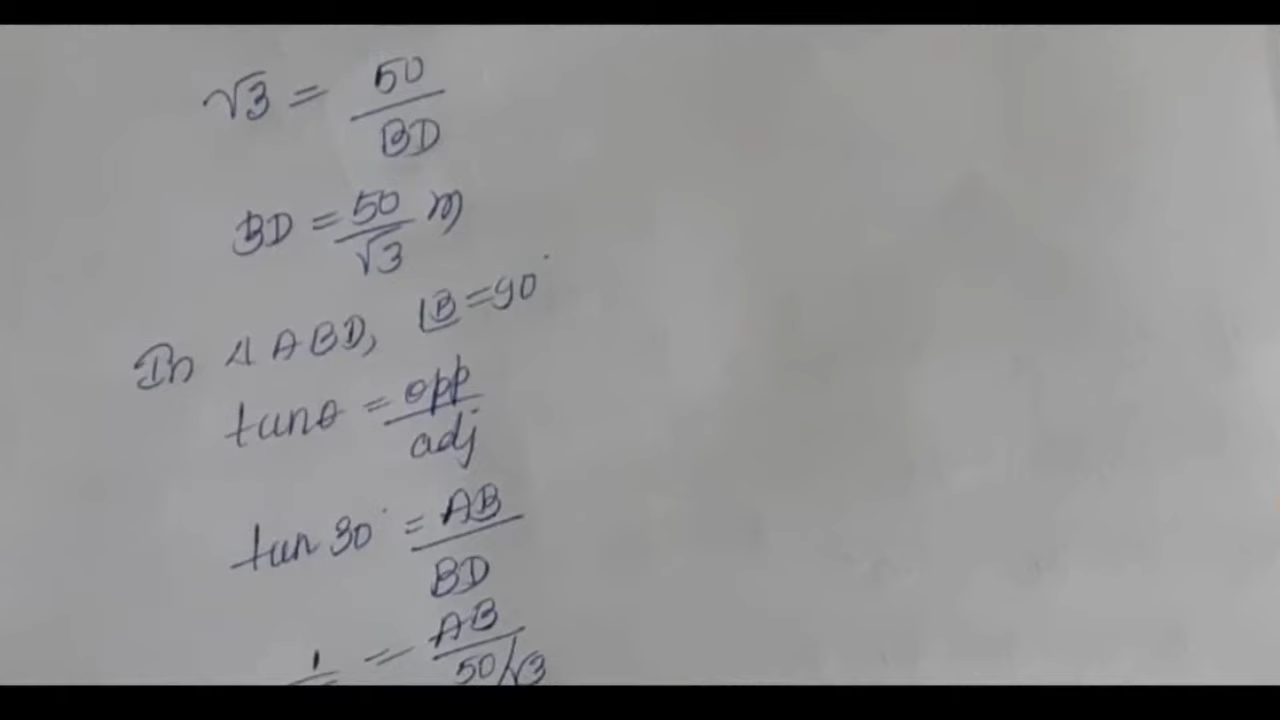 √3 = 50/BD
BD = 50/√3 m
In △ABD, ∠B = 90°
tanθ = opp/adj
tan 30° = AB/BD
1/ = AB/50/√3